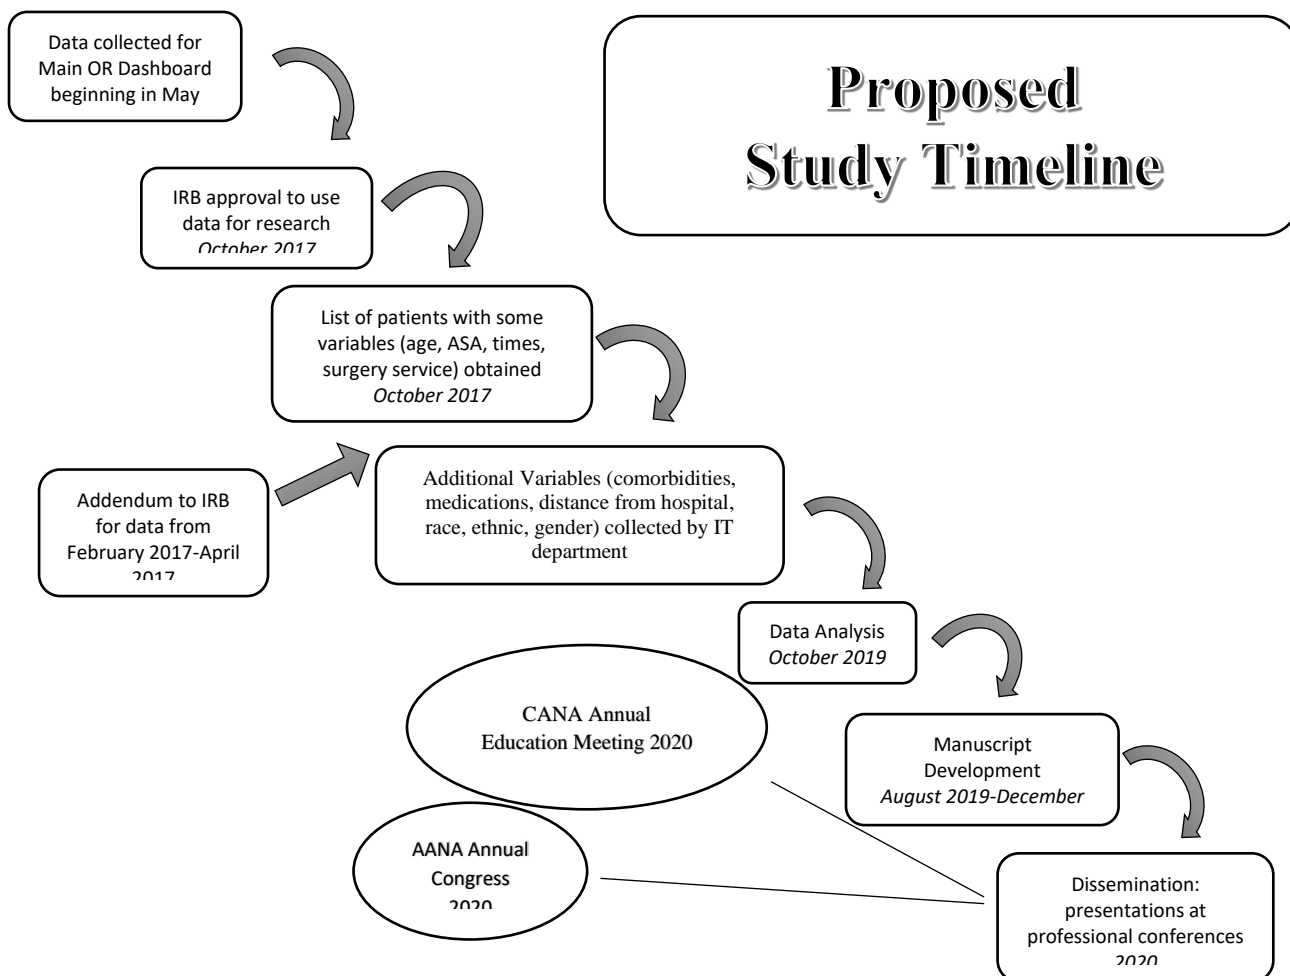 Data collected for
Main OR Dashboard
beginning in May
Proposed
Study Timeline
IRB approval to use
data for research
October 2017
List of patients with some
variables (age, ASA, times,
surgery service) obtained
October 2017
Addendum to IRB
for data from
February 2017-April
2017
Additional Variables (comorbidities,
medications, distance from hospital,
race, ethnic, gender) collected by IT
department
Data Analysis
October 2019
CANA Annual
Education Meeting 2020
Manuscript
Development
August 2019-December
AANA Annual
Congress
2020
Dissemination:
presentations at
professional conferences
2020